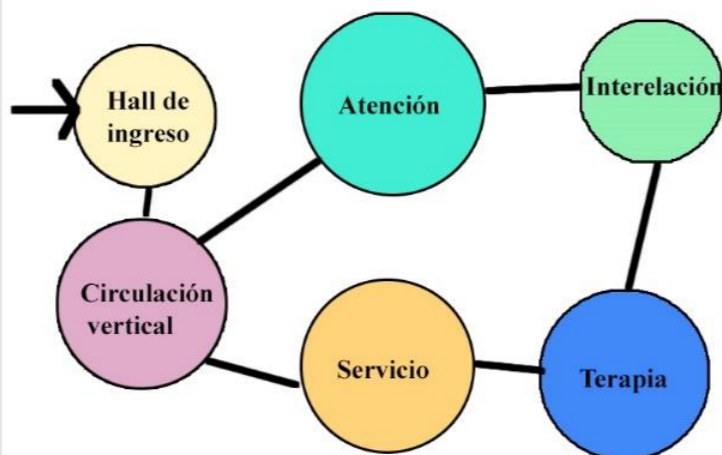 Hall de
ingreso
Atención
Interelación
Circulación
vertical
Servicio
Terapia